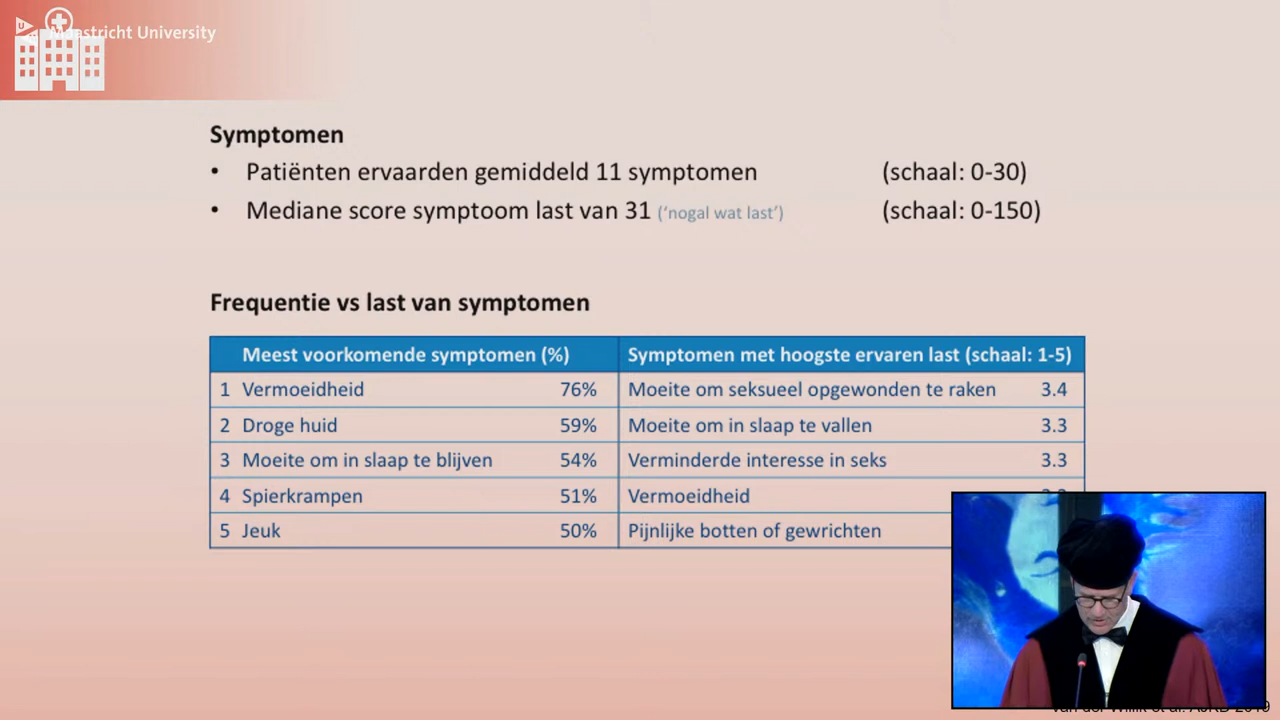 Maastricht University
Symptomen
• Patiënten ervaarden gemiddeld 11 symptomen (schaal: 0-30)
• Mediane score symptoom last van 31 ('nogal wat last') (schaal: 0-150)
Frequentie vs last van symptomen
Meest voorkomende symptomen (%) Symptomen met hoogste ervaren last (schaal: 1-5)
1 Vermoeidheid 76% Moeite om seksueel opgewonden te raken 3.4
2 Droge huid 59% Moeite om in slaap te vallen 3.3
3 Moeite om in slaap te blijven 54% Verminderde interesse in seks 3.3
4 Spierkrampen 51% Vermoeidheid
5 Jeuk 50% Pijnlijke botten of gewrichten